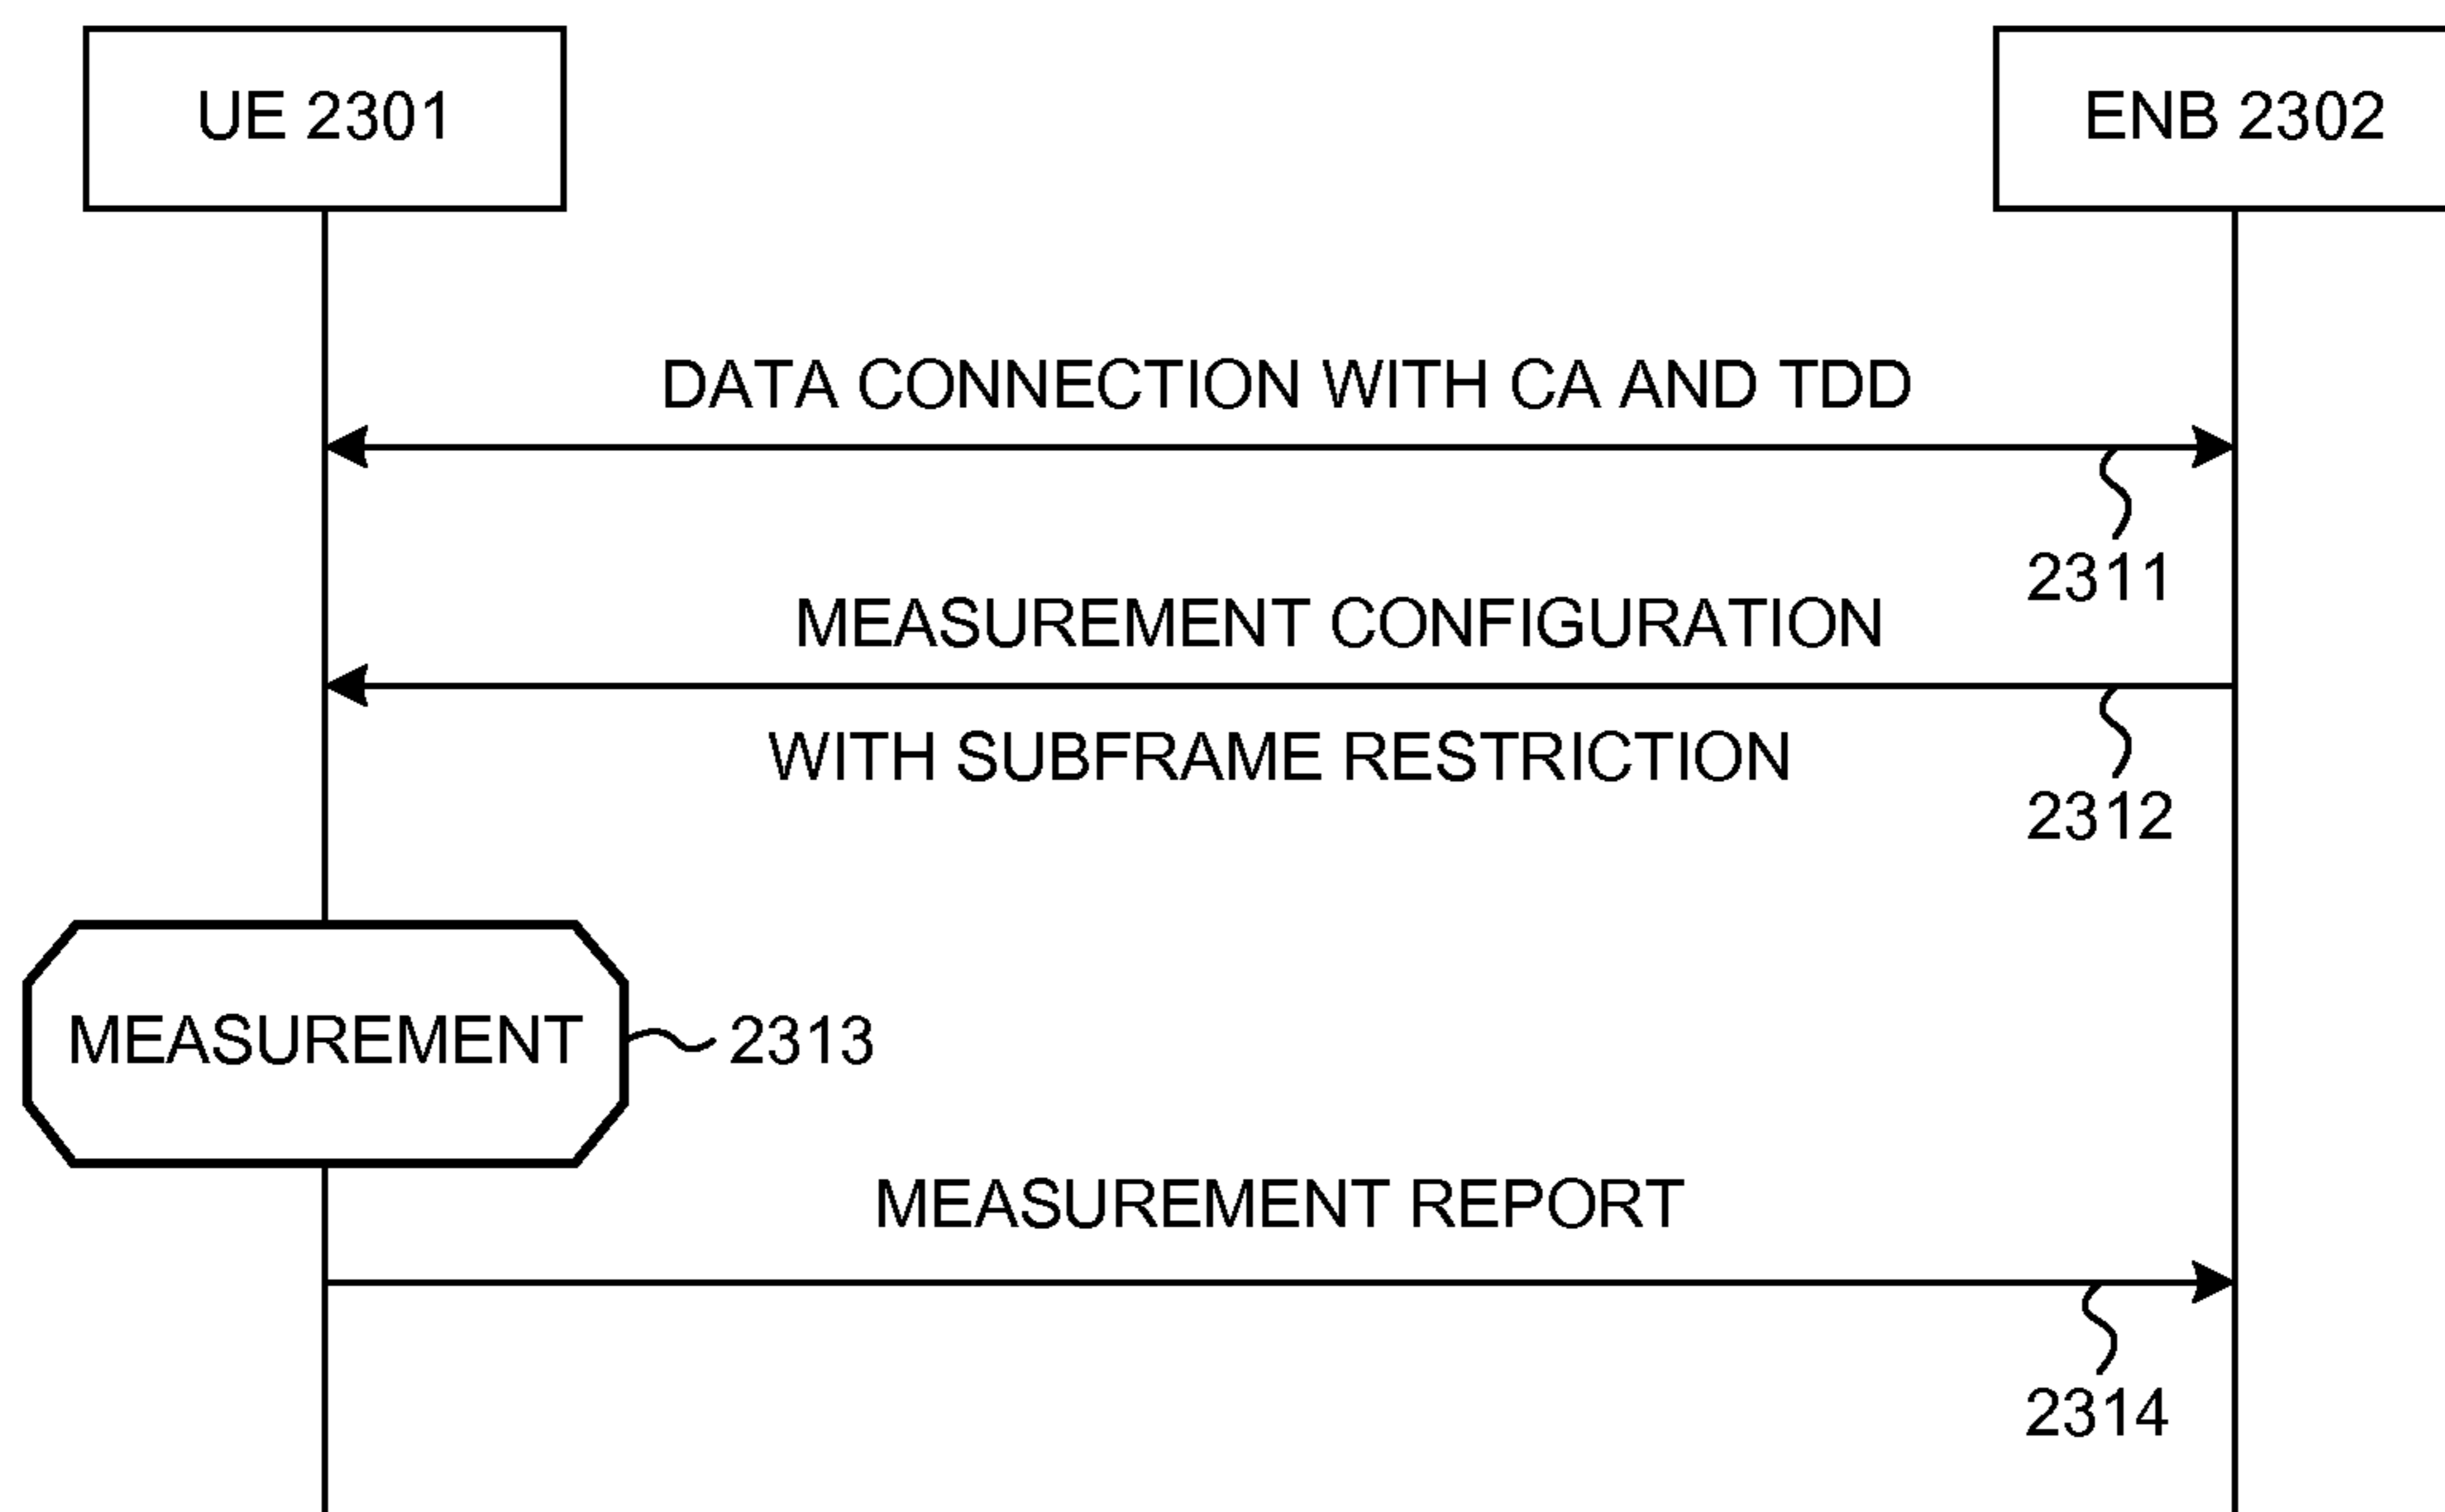 UE 2301
ENB 2302
DATA CONNECTION WITH CA AND TDD
2311
MEASUREMENT CONFIGURATION
WITH SUBFRAME RESTRICTION
2312
MEASUREMENT
2313
MEASUREMENT REPORT
2314